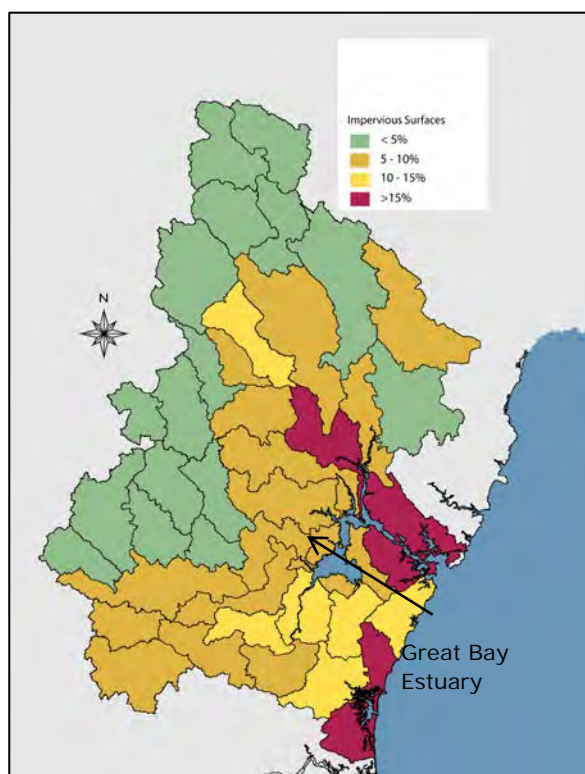 Impervious Surfaces
< 5%
5 - 10%
10 - 15%
>15%
N
Great Bay
Estuary